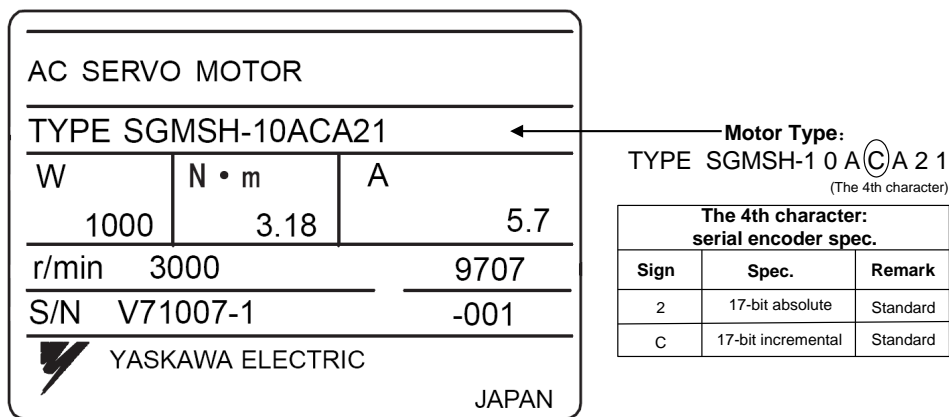 AC SERVO MOTOR
TYPE SGMSH-10ACA21
W N・m A
1000 3.18 5.7
r/min 3000 9707
S/N V71007-1 -001
YASKAWA ELECTRIC
JAPAN
Motor Type:
TYPE SGMSH-1 0 A C A 2 1
(The 4th character)
The 4th character:
serial encoder spec.
Sign Spec. Remark
2 17-bit absolute Standard
C 17-bit incremental Standard